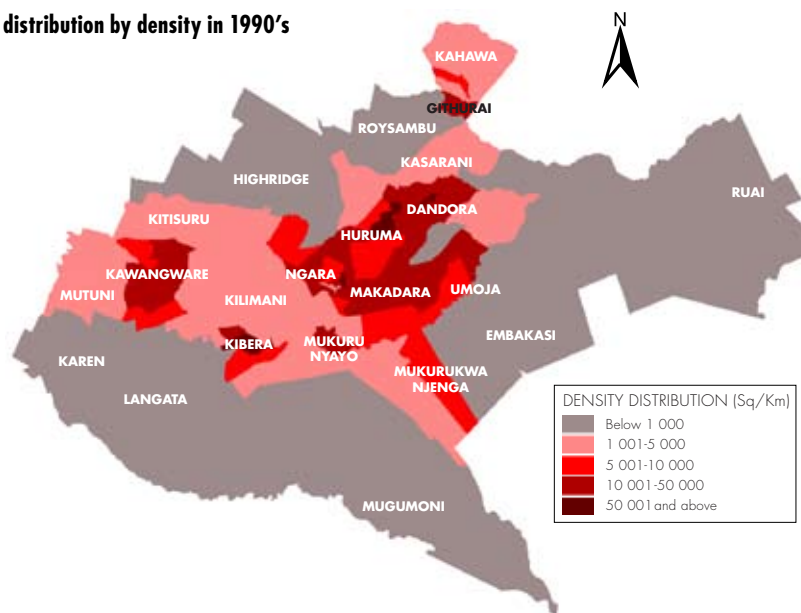 distribution by density in 1990's
N
KAHAWA
GITHURAI
ROYSAMBU
KASARANI
HIGHRIDGE
RUAI
DANDORA
KITISURU
HURUMA
KAWANGWARE
NGARA
MUTUNI
MAKADARA
UMOJA
KILIMANI
EMBAKASI
KIBERA
MUKURU
NYAYO
KAREN
MUKURUKWA
NJENGA
LANGATA
MUGUMONI
DENSITY DISTRIBUTION (Sq/Km)
Below 1 000
1 001-5 000
5 001-10 000
10 001-50 000
50 001and above